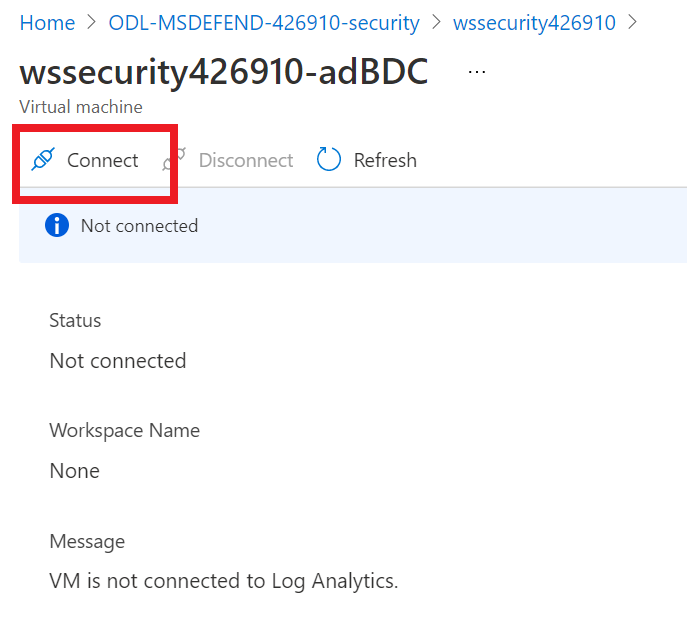 Home > ODL-MSDEFEND-426910-security > wssecurity426910 >
wssecurity426910-adBDC ...
Virtual machine
Connect Disconnect Refresh
Not connected
Status
Not connected
Workspace Name
None
Message
VM is not connected to Log Analytics.